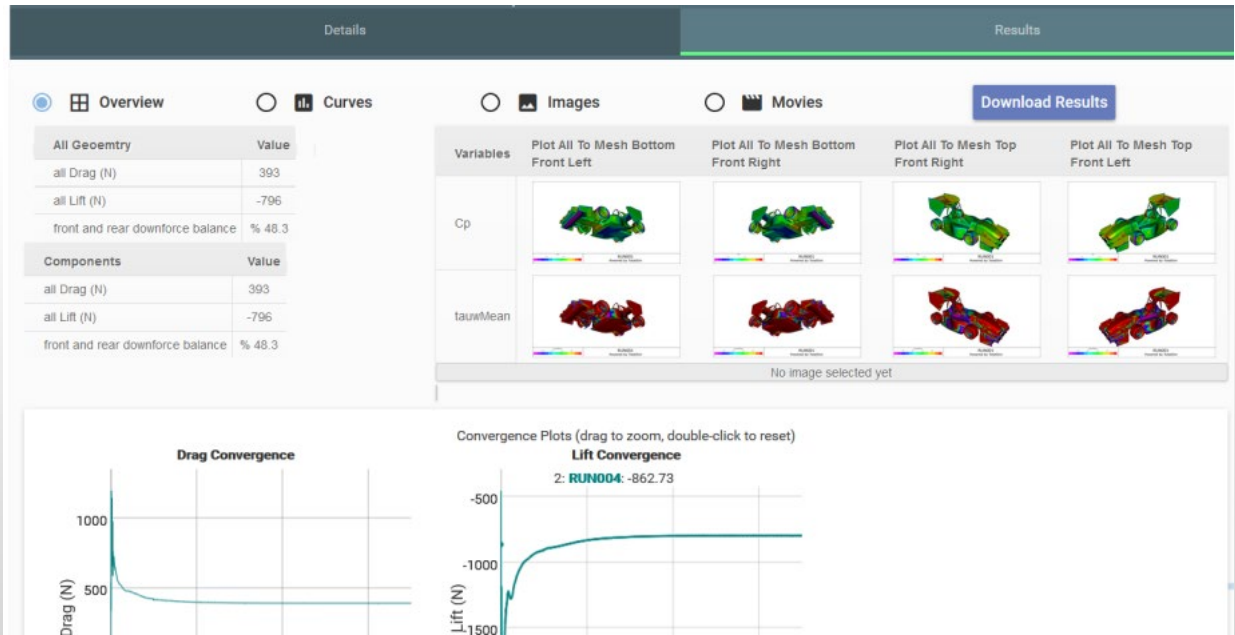 Details
Results
Overview
Curves
Images
Movies
Download Results
All Geoemtry Value
all Drag (N) 393
all Lift (N) -796
front and rear downforce balance % 48.3
Components Value
all Drag (N) 393
all Lift (N) -796
front and rear downforce balance % 48.3
Variables
Plot All To Mesh Bottom
Front Left
Plot All To Mesh Bottom
Front Right
Plot All To Mesh Top
Front Right
Plot All To Mesh Top
Front Left
Cp
tauwMean
No image selected yet
Convergence Plots (drag to zoom, double-click to reset)
Drag Convergence
1000
500
Drag (N)
Lift Convergence
2: RUN004: -862.73
-500
-1000
-1500
Lift (N)